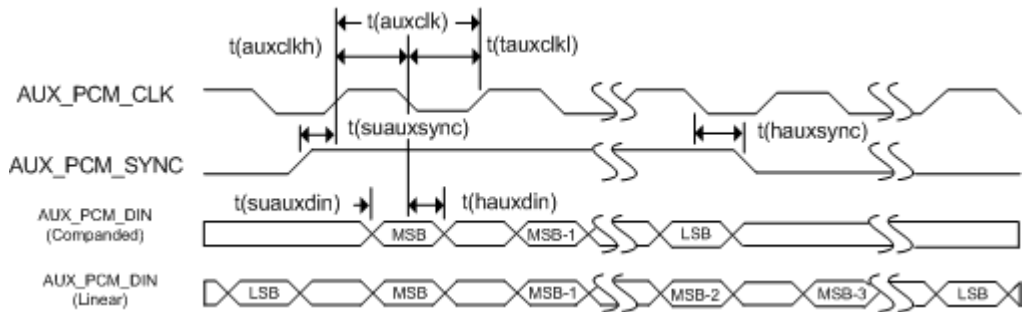 t(auxclk)
t(auxclkh)
t(tauxclkl)
AUX_PCM_CLK
t(suauxsync)
t(hauxsync)
AUX_PCM_SYNC
t(suauxdin)
t(hauxdin)
AUX_PCM_DIN
(Companded)
MSB
MSB-1
LSB
AUX_PCM_DIN
(Linear)
LSB
MSB
MSB-1
MSB-2
MSB-3
LSB